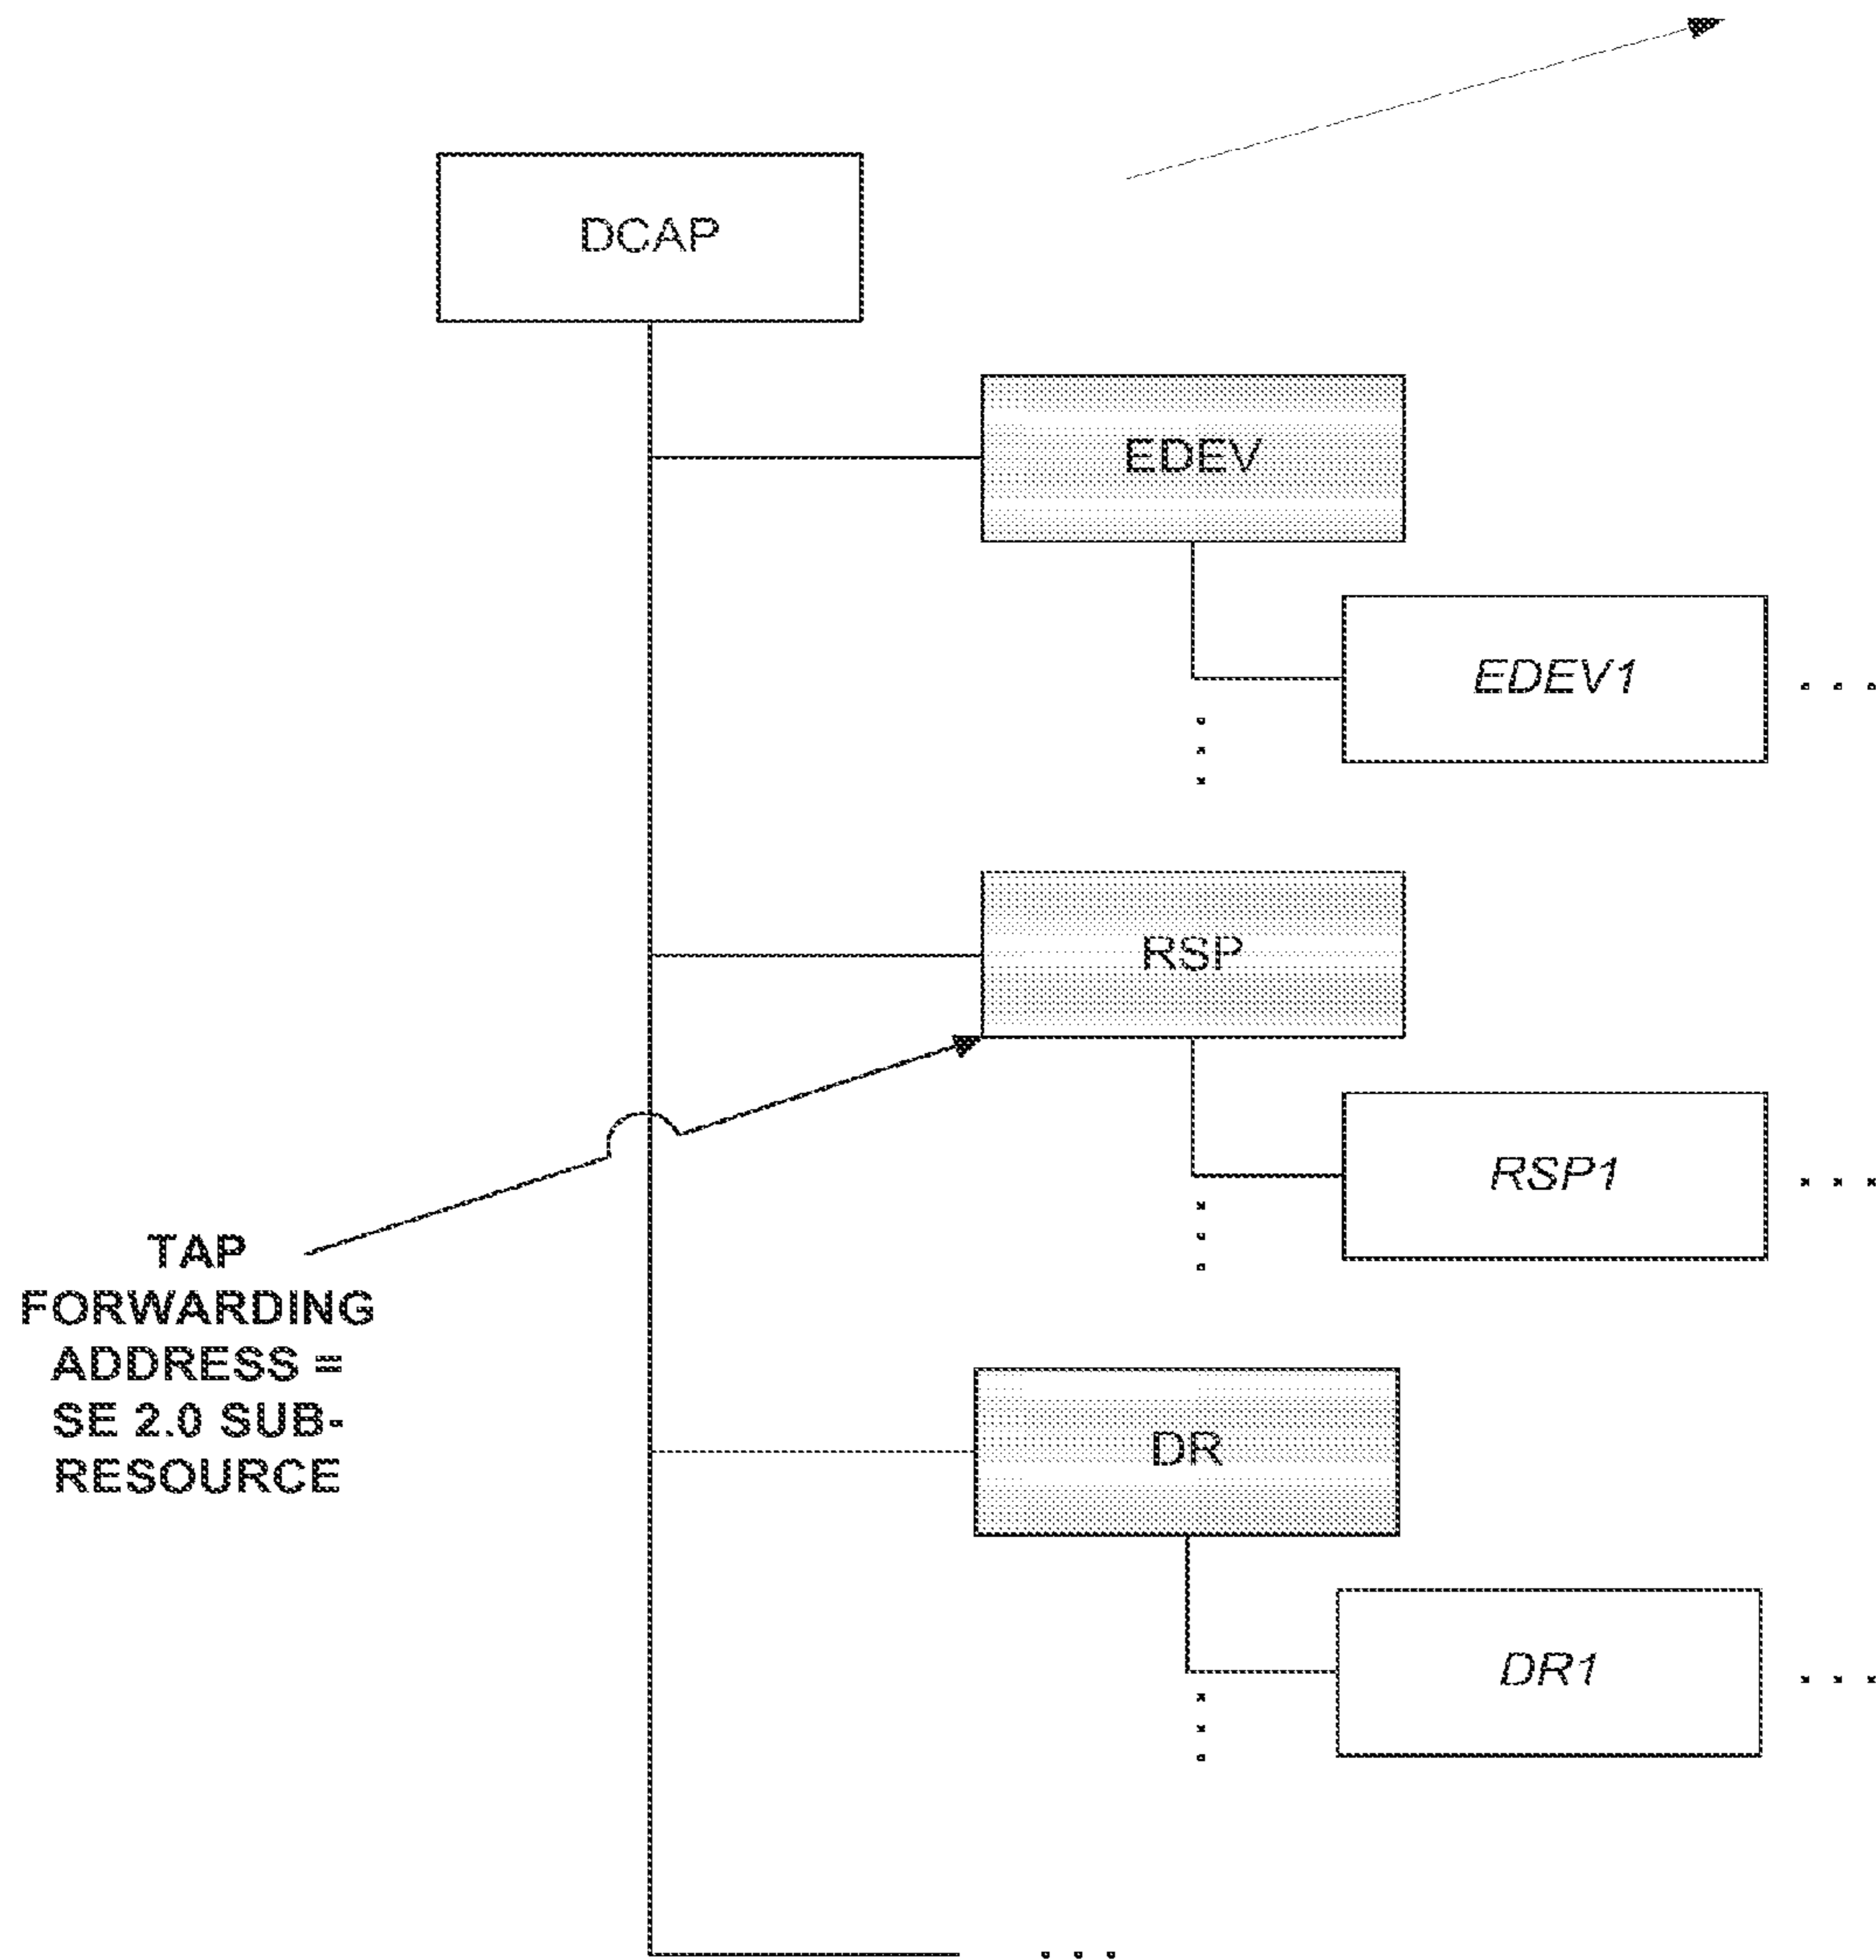 DCAP
EDEV
EDEV1
. . .
RSP
RSP1
. . .
TAP
FORWARDING
ADDRESS =
SE 2.0 SUB-
RESOURCE
DR
DR1
. . .
. . .